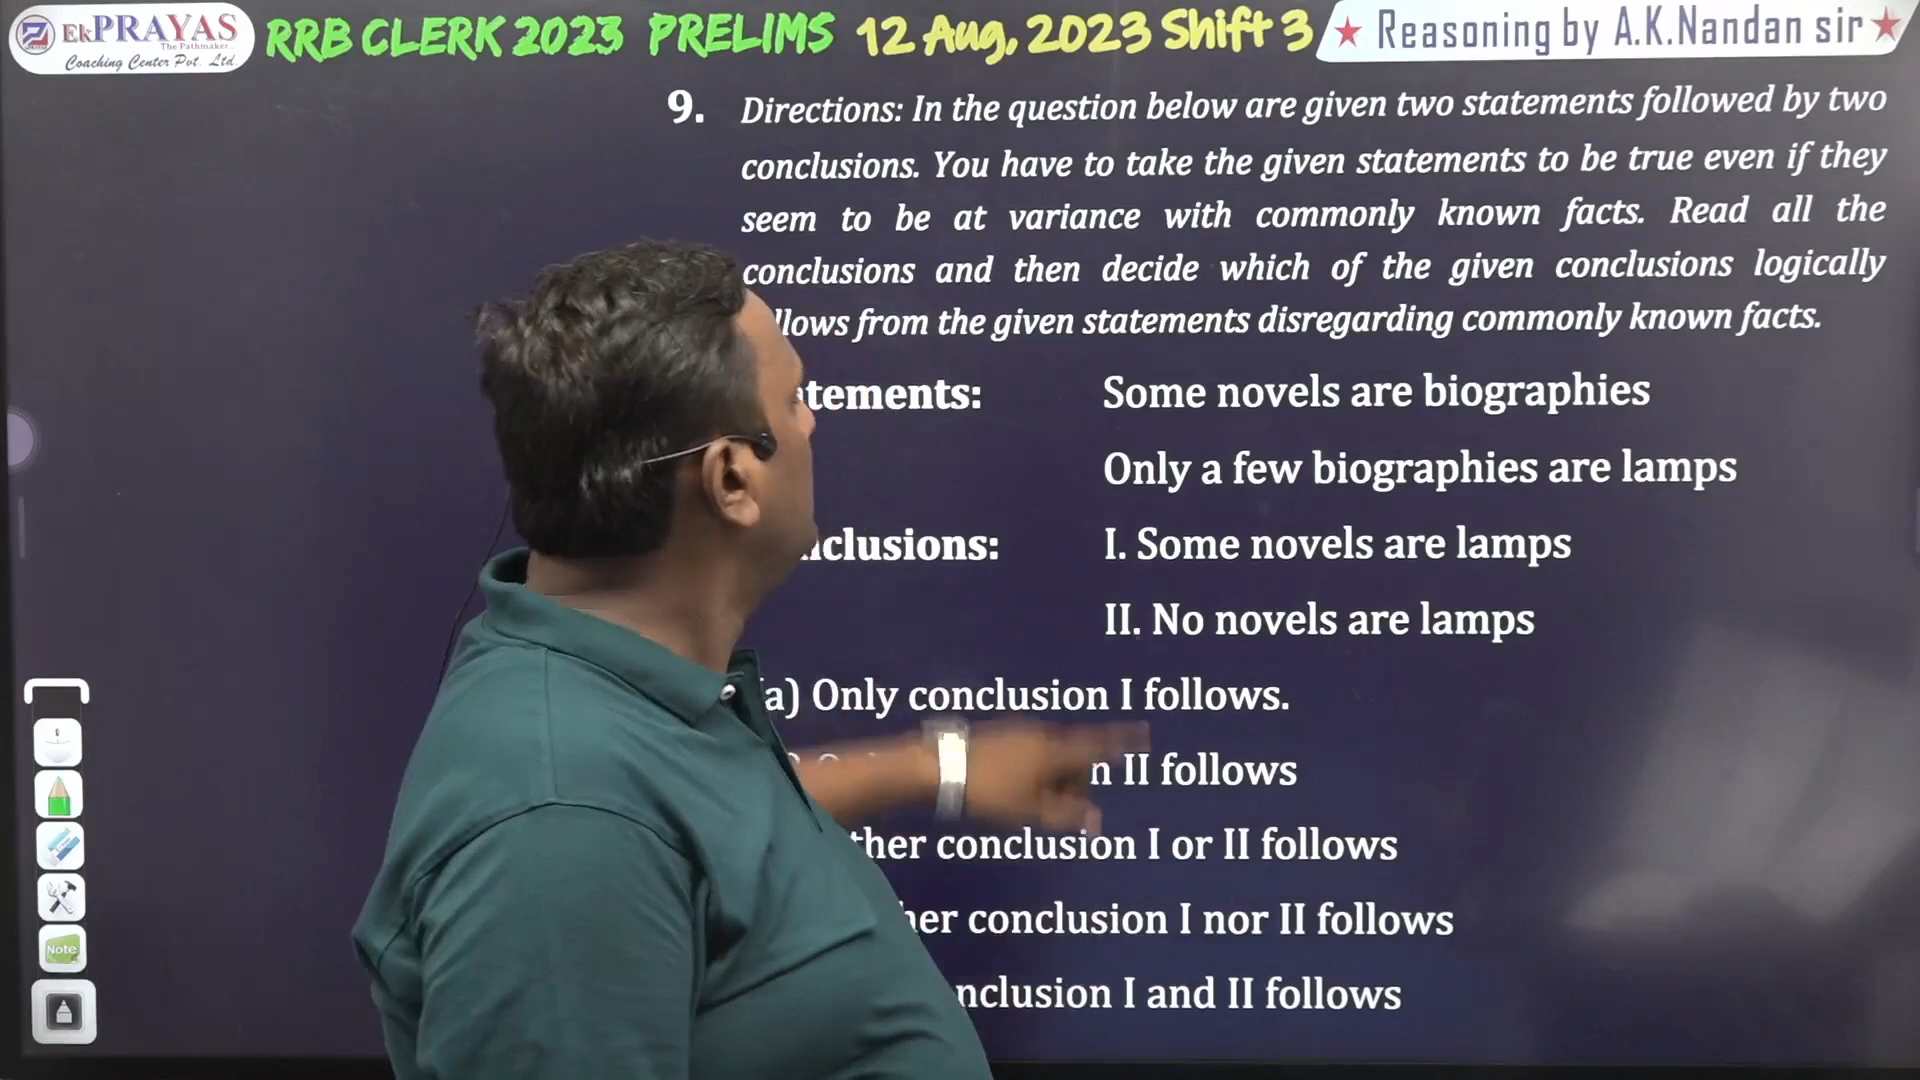 EkPRAYAS
The Pathmaker...
Coaching Center Pvt. Ltd.
RRB CLERK 2023 PRELIMS 12 Aug, 2023 Shift 3
Reasoning by A.K.Nandan sir
9. Directions: In the question below are given two statements followed by two
conclusions. You have to take the given statements to be true even if they
seem to be at variance with commonly known facts. Read all the
conclusions and then decide which of the given conclusions logically
llows from the given statements disregarding commonly known facts.
atements: Some novels are biographies
Only a few biographies are lamps
nclusions: I. Some novels are lamps
II. No novels are lamps
a) Only conclusion I follows.
n II follows
ther conclusion I or II follows
her conclusion I nor II follows
nclusion I and II follows
Note